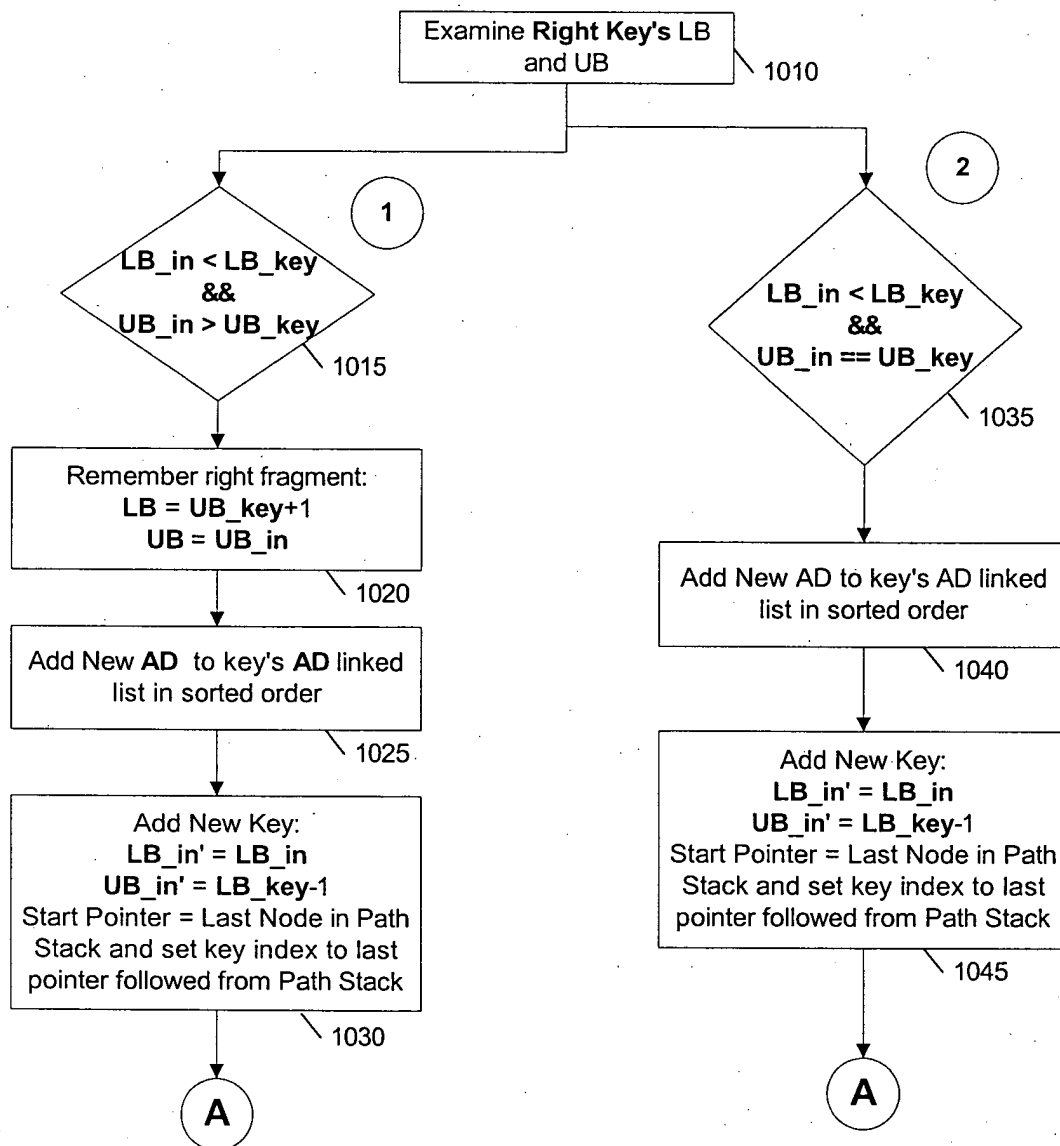 Examine Right Key's LB
and UB
1010
1
LB_in < LB_key
&&
UB_in > UB_key
1015
Remember right fragment:
LB = UB_key+1
UB = UB_in
1020
Add New AD to key's AD linked
list in sorted order
1025
Add New Key:
LB_in' = LB_in
UB_in' = LB_key-1
Start Pointer = Last Node in Path
Stack and set key index to last
pointer followed from Path Stack
1030
A
2
LB_in < LB_key
&&
UB_in == UB_key
1035
Add New AD to key's AD linked
list in sorted order
1040
Add New Key:
LB_in' = LB_in
UB_in' = LB_key-1
Start Pointer = Last Node in Path
Stack and set key index to last
pointer followed from Path Stack
1045
A